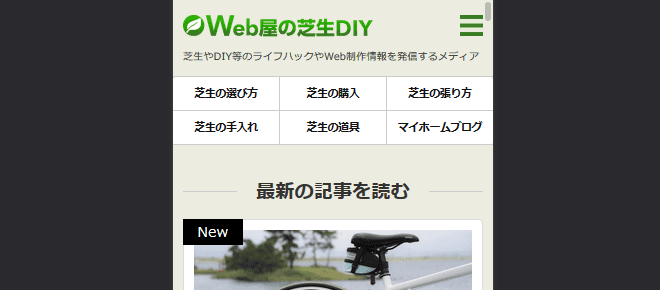 Web屋の芝生DIY
芝生やDIY等のライフハックやWeb制作情報を発信するメディア
芝生の選び方 芝生の購入 芝生の張り方
芝生の手入れ 芝生の道具 マイホームブログ
最新の記事を読む
New